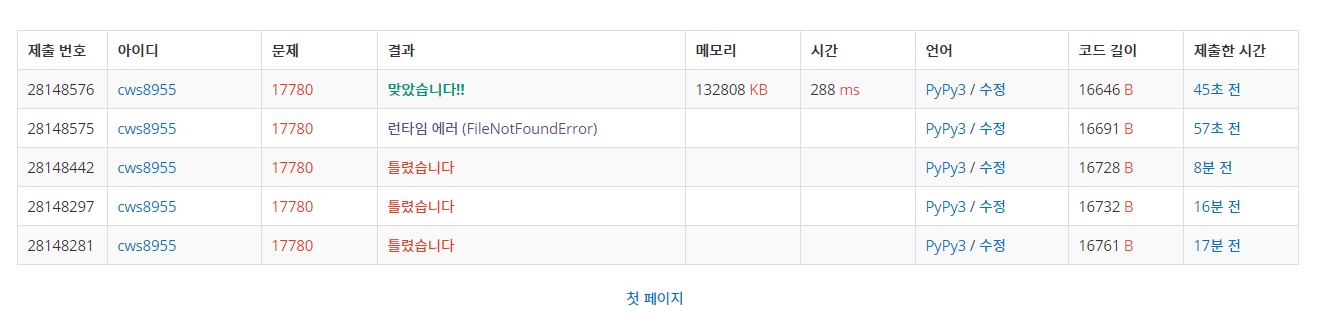 제출 번호 아이디 문제 결과 메모리 시간 언어 코드 길이 제출한 시간
28148576 cws8955 17780 맞았습니다!! 132808 KB 288 ms PyPy3 / 수정 16646 B 45초 전
28148575 cws8955 17780 런타임 에러 (FileNotFoundError) PyPy3 / 수정 16691 B 57초 전
28148442 cws8955 17780 틀렸습니다 PyPy3 / 수정 16728 B 8분 전
28148297 cws8955 17780 틀렸습니다 PyPy3 / 수정 16732 B 16분 전
28148281 cws8955 17780 틀렸습니다 PyPy3 / 수정 16761 B 17분 전
첫 페이지